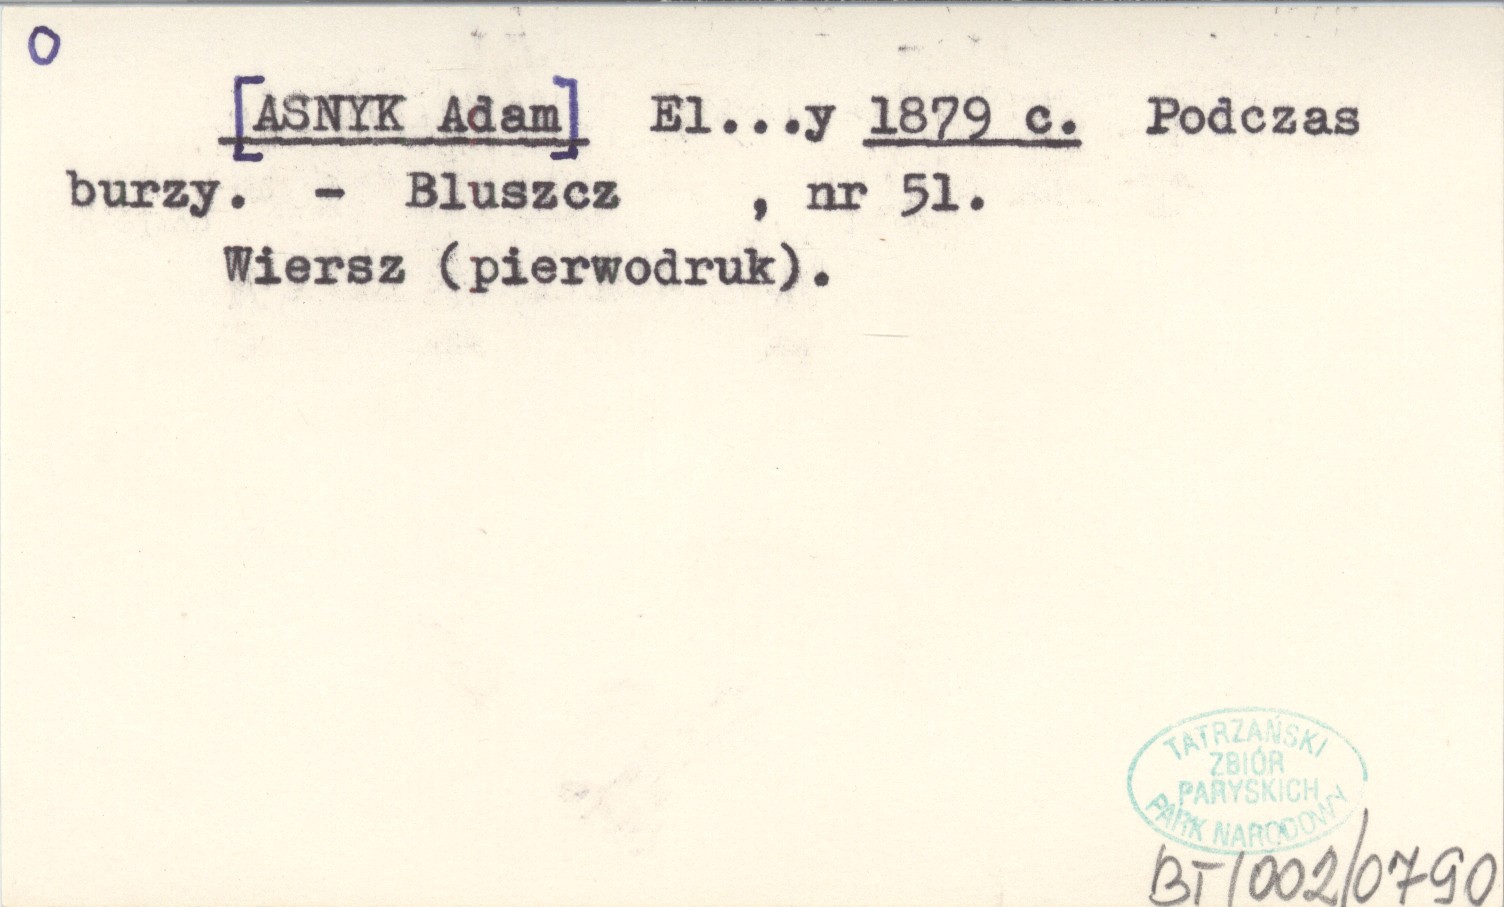 O
[ASNYK Adam] El...y 1879 c. Podczas
burzy. - Bluszcz , nr 51.
Wiersz (pierwodruk).
TATRZAŃSKI
ZBIÓR
PARYSKICH
PARK NARODOWY
BT/002/0790